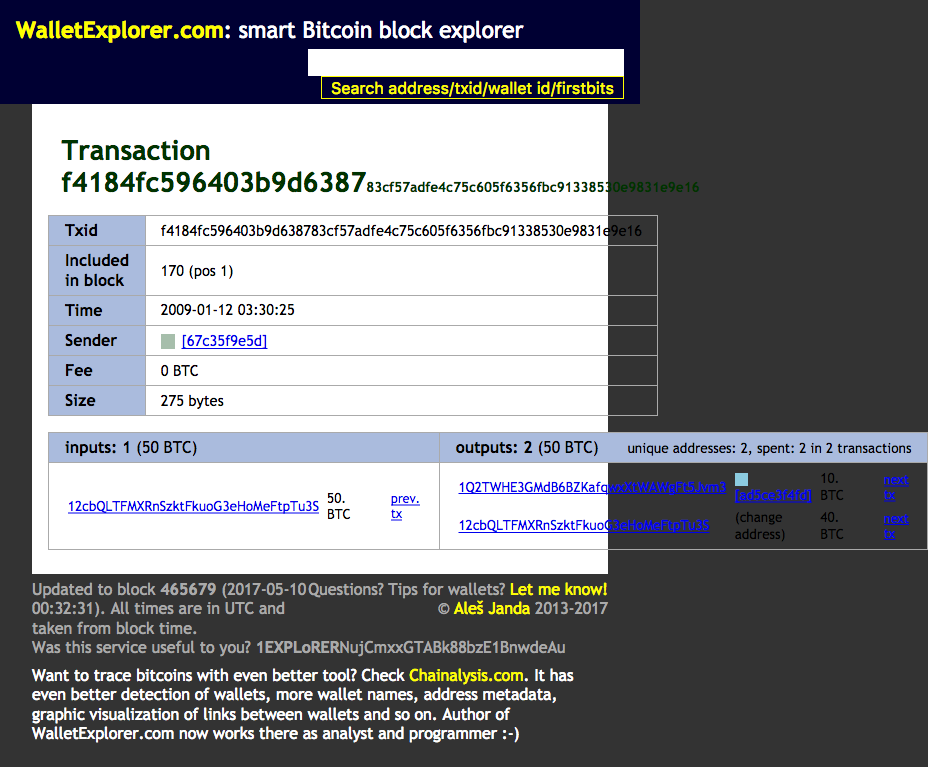 WalletExplorer.com: smart Bitcoin block explorer
Search address/txid/wallet id/firstbits
Transaction
f4184fc596403b9d638783cf57adfe4c75c605f6356fbc91338530e9831e9e16
Txid f4184fc596403b9d638783cf57adfe4c75c605f6356fbc91338530e9831e9e16
Included
in block 170 (pos 1)
Time 2009-01-12 03:30:25
Sender [67c35f9e5d]
Fee 0 BTC
Size 275 bytes
inputs: 1 (50 BTC) outputs: 2 (50 BTC) unique addresses: 2, spent: 2 in 2 transactions
12cbQLTFMXRnSzktFkuoG3eHoMeFtpTu3S 50.
BTC prev.
tx
1Q2TWHE3GMdB6BZKafqwxXtWAWgFt5Jvm3 [ad5ce3f4fd] 10.
BTC next
tx
12cbQLTFMXRnSzktFkuoG3eHoMeFtpTu3S (change
address) 40.
BTC next
tx
Updated to block 465679 (2017-05-10
00:32:31). All times are in UTC and
taken from block time.
Questions? Tips for wallets? Let me know!
© Aleš Janda 2013-2017
Was this service useful to you? 1EXPLoRERNujCmxxGTABk88bzE1BnwdeAu
Want to trace bitcoins with even better tool? Check Chainalysis.com. It has
even better detection of wallets, more wallet names, address metadata,
graphic visualization of links between wallets and so on. Author of
WalletExplorer.com now works there as analyst and programmer :-)